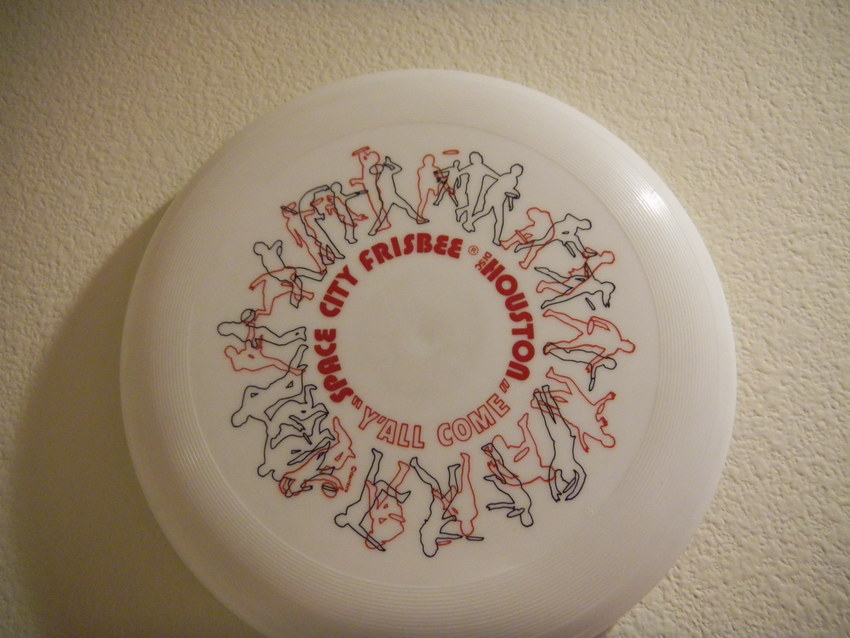 SPACE CITY FRISBEE ® HOUSTON
"Y'ALL COME"